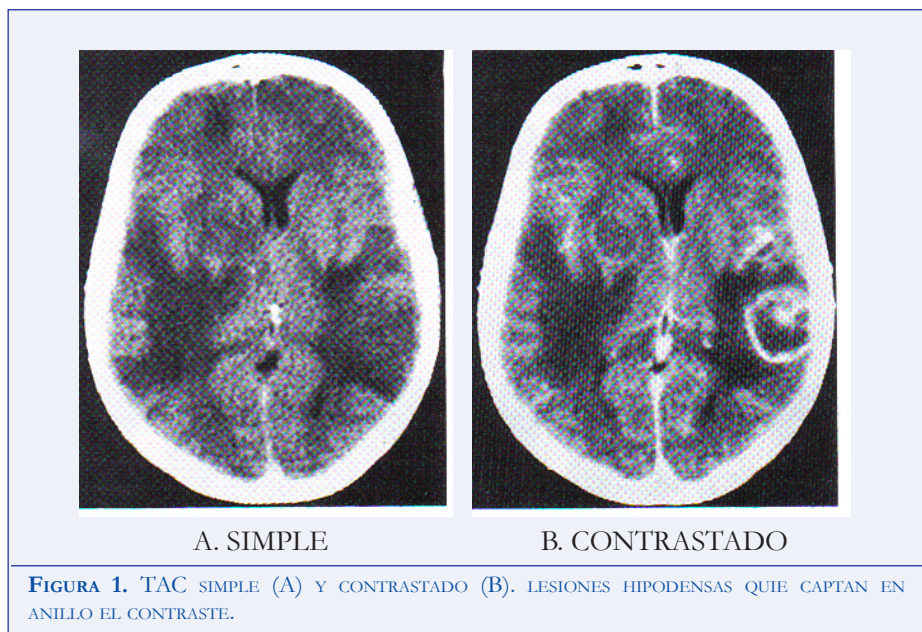 A. SIMPLE
B. CONTRASTADO
FIGURA 1. TAC SIMPLE (A) Y CONTRASTADO (B). LESIONES HIPODENSAS QUIE CAPTAN EN
ANILLO EL CONTRASTE.